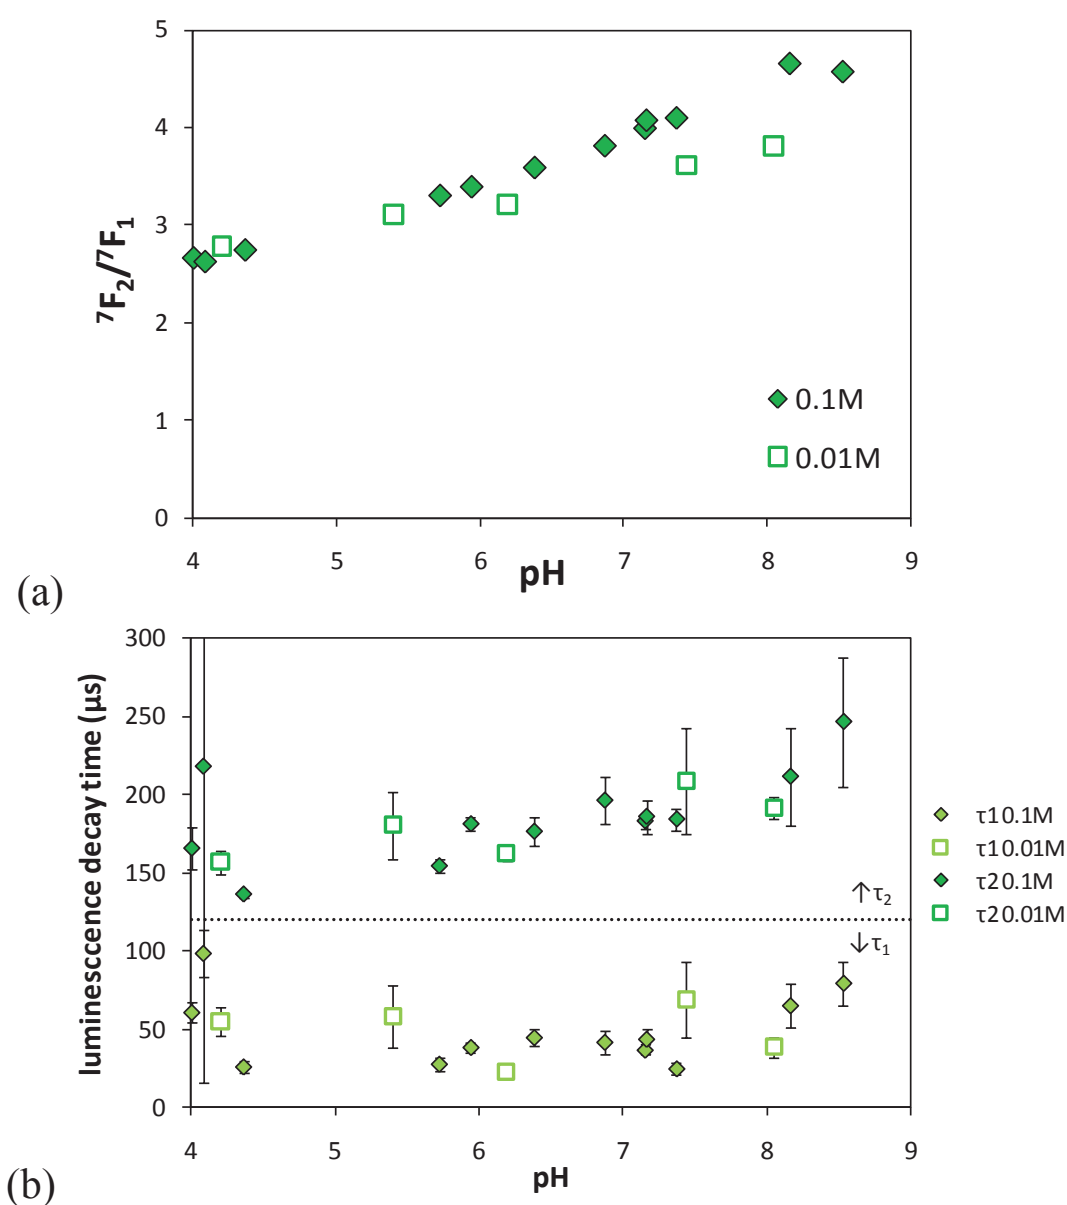 5
4
3
2
1
0
⁷F₂/⁷F₁
◆ 0.1M
□ 0.01M
4 5 6 7 8 9
pH
(a)
300
250
200
150
100
50
0
luminesccence decay time (µs)
↑τ₂
↓τ₁
τ10.1M
τ10.01M
τ20.1M
τ20.01M
4 5 6 7 8 9
pH
(b)